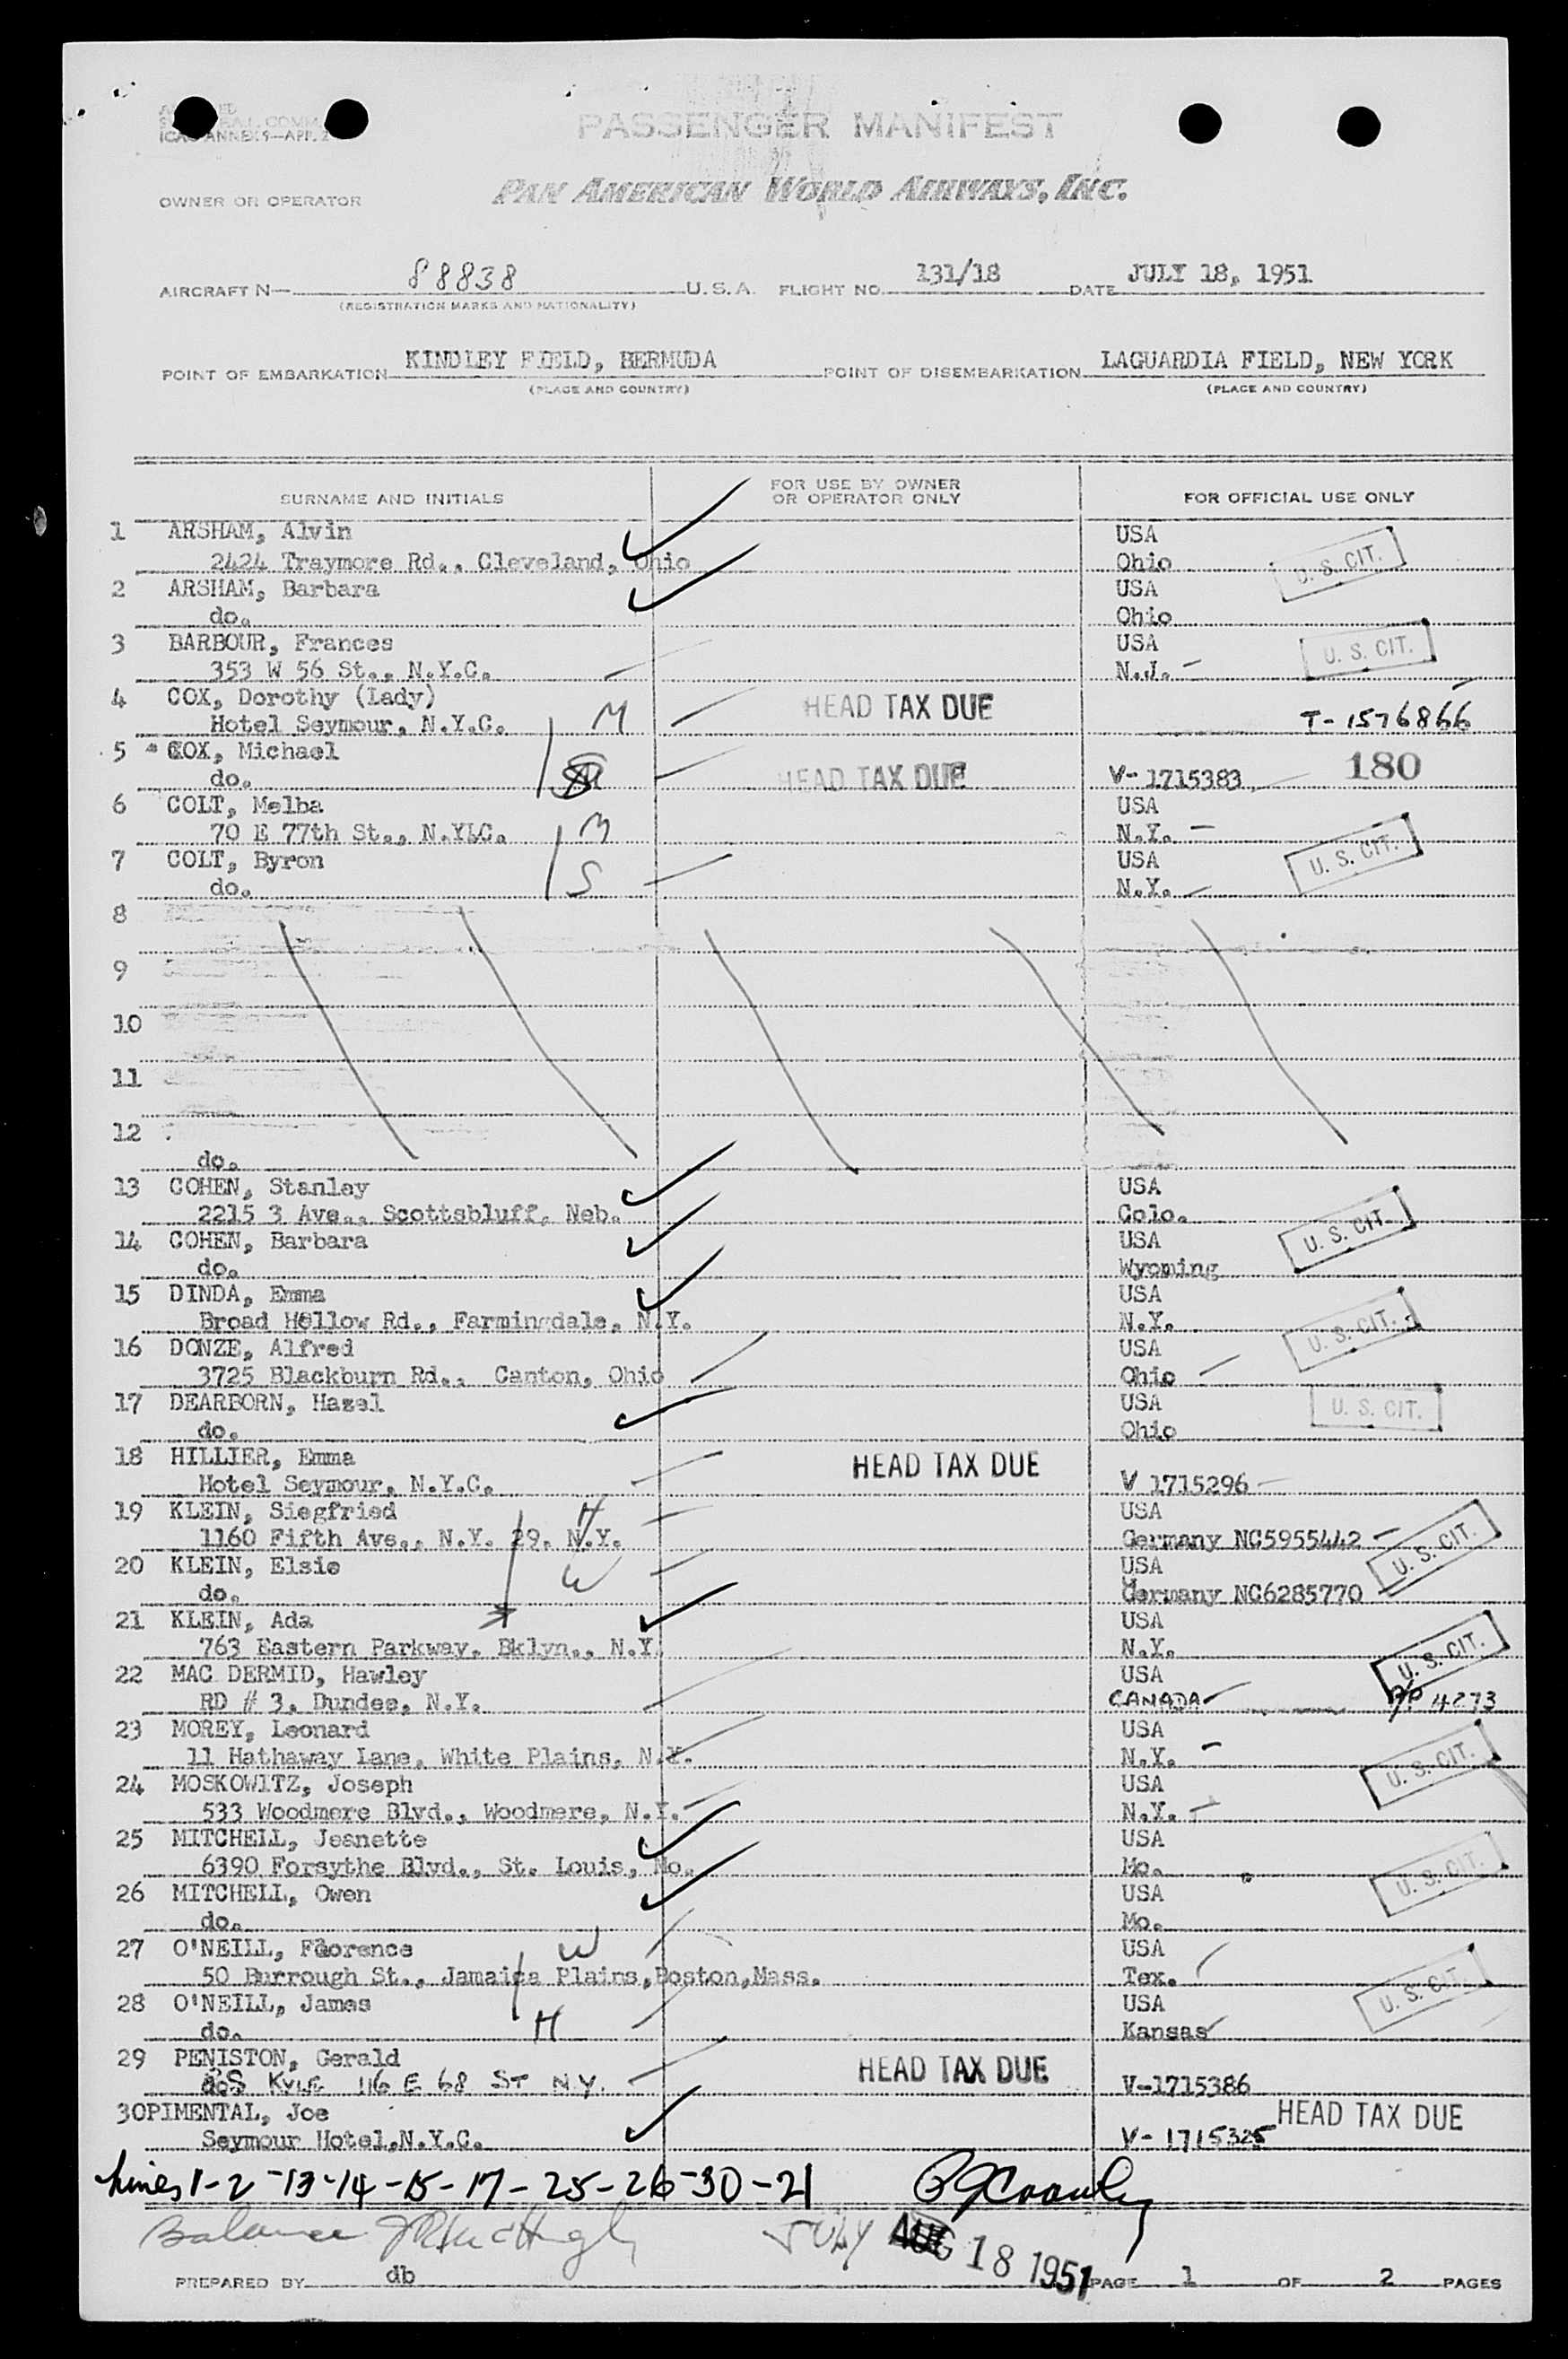 PASSENGER MANIFEST
ICAO ANNEX 9—APP. 2
OWNER OR OPERATOR
PAN AMERICAN WORLD AIRWAYS, INC.
AIRCRAFT N— 88838 U.S.A. FLIGHT NO. 131/18 DATE JULY 18, 1951
(REGISTRATION MARKS AND NATIONALITY)
POINT OF EMBARKATION KINDLEY FIELD, BERMUDA POINT OF DISEMBARKATION LAGUARDIA FIELD, NEW YORK
(PLACE AND COUNTRY) (PLACE AND COUNTRY)
SURNAME AND INITIALS FOR USE BY OWNER OR OPERATOR ONLY FOR OFFICIAL USE ONLY
1 ARSHAM, Alvin USA
2424 Traymore Rd., Cleveland, Ohio Ohio U. S. CIT.
2 ARSHAM, Barbara USA
do. Ohio
3 BARBOUR, Frances USA
353 W 56 St., N.Y.C. N.J. U. S. CIT.
4 COX, Dorothy (Lady) HEAD TAX DUE
Hotel Seymour, N.Y.C. M T-1576866
5 COX, Michael
do. HEAD TAX DUE V-1715383 180
6 COLT, Melba USA
70 E 77th St., N.Y.C. M N.Y.
7 COLT, Byron USA U. S. CIT.
do. S N.Y.
8
9
10
11
12
do.
13 COHEN, Stanley USA
2215 3 Ave., Scottsbluff, Neb. Colo. U. S. CIT.
14 COHEN, Barbara USA
do. Wyoming
15 DINDA, Emma USA
Broad Hollow Rd., Farmingdale, N.Y. N.Y. U. S. CIT.
16 DONZE, Alfred USA
3725 Blackburn Rd., Canton, Ohio Ohio
17 DEARBORN, Hazel USA U. S. CIT.
do. Ohio
18 HILLIER, Emma HEAD TAX DUE
Hotel Seymour, N.Y.C. V 1715296
19 KLEIN, Siegfried H USA
1160 Fifth Ave., N.Y. 29, N.Y. Germany NC5955442 U. S. CIT.
20 KLEIN, Elsie W USA
do. Germany NC6285770
21 KLEIN, Ada USA
763 Eastern Parkway, Bklyn., N.Y. N.Y. U. S. CIT.
22 MAC DERMID, Hawley USA
RD # 3, Dundee, N.Y. CANADA P/P 4273
23 MOREY, Leonard USA
11 Hathaway Lane, White Plains, N.Y. N.Y. U. S. CIT.
24 MOSKOWITZ, Joseph USA
533 Woodmere Blvd., Woodmere, N.Y. N.Y.
25 MITCHELL, Jeanette USA
6390 Forsythe Blvd., St. Louis, Mo. Mo. U. S. CIT.
26 MITCHELL, Owen USA
do. Mo.
27 O'NEILL, Florence W USA
50 Burrough St., Jamaica Plains, Boston, Mass. Tex. U. S. CIT.
28 O'NEILL, James USA
do. H Kansas
29 PENISTON, Gerald HEAD TAX DUE
KYLE 116 E 68 ST N.Y. V-1715386
30 PIMENTAL, Joe HEAD TAX DUE
Seymour Hotel, N.Y.C. V-1715325
Lines 1-2-13-14-15-17-25-26-30-21
Balance JULY AUG 18 1951
PREPARED BY db PAGE 1 OF 2 PAGES